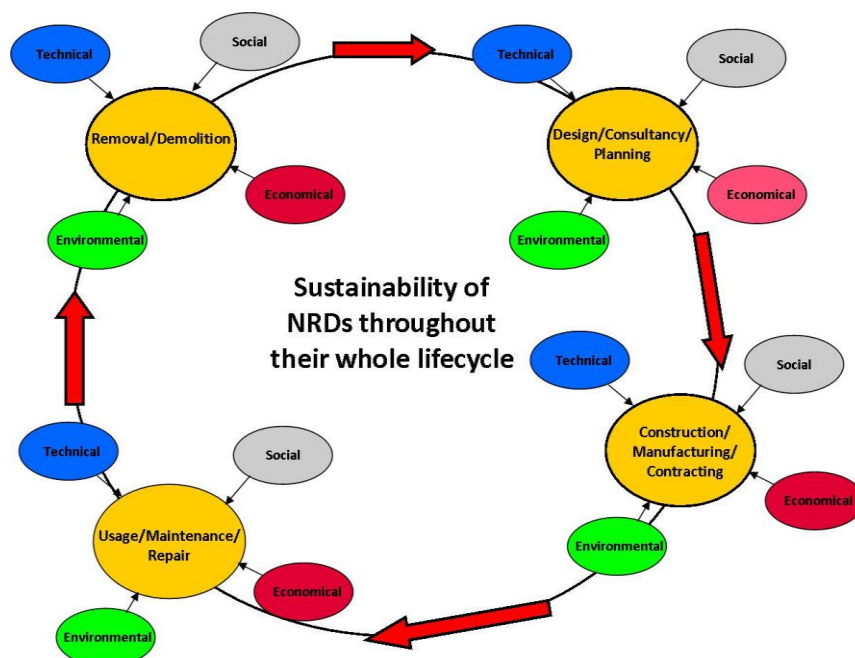 Technical
Social
Removal/Demolition
Economical
Environmental
Technical
Social
Design/Consultancy/
Planning
Economical
Environmental
Sustainability of
NRDs throughout
their whole lifecycle
Technical
Social
Construction/
Manufacturing/
Contracting
Economical
Environmental
Technical
Social
Usage/Maintenance/
Repair
Economical
Environmental